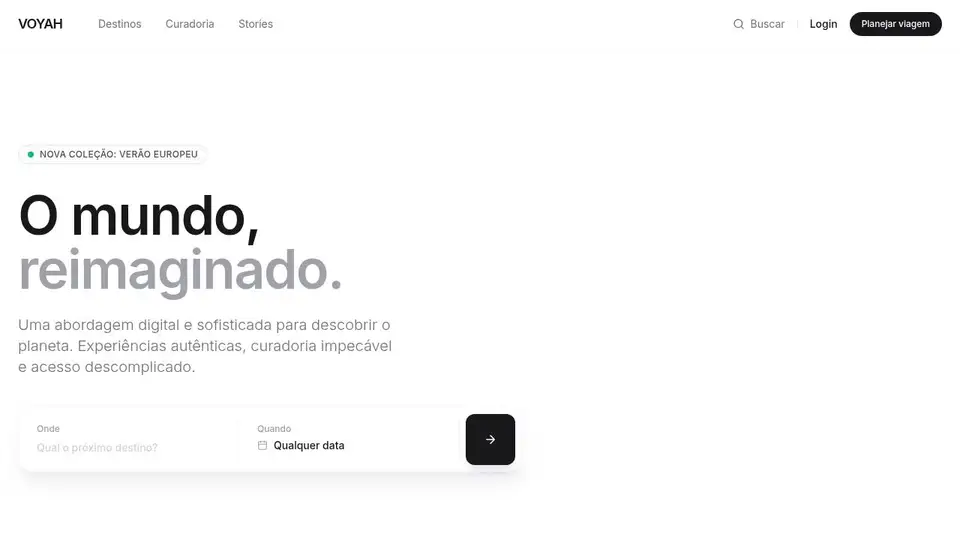 VOYAH
Destinos
Curadoria
Stories
Buscar
Login
Planejar viagem
NOVA COLEÇÃO: VERÃO EUROPEU
O mundo,
reimaginado.
Uma abordagem digital e sofisticada para descobrir o
planeta. Experiências autênticas, curadoria impecável
e acesso descomplicado.
Onde
Qual o próximo destino?
Quando
Qualquer data